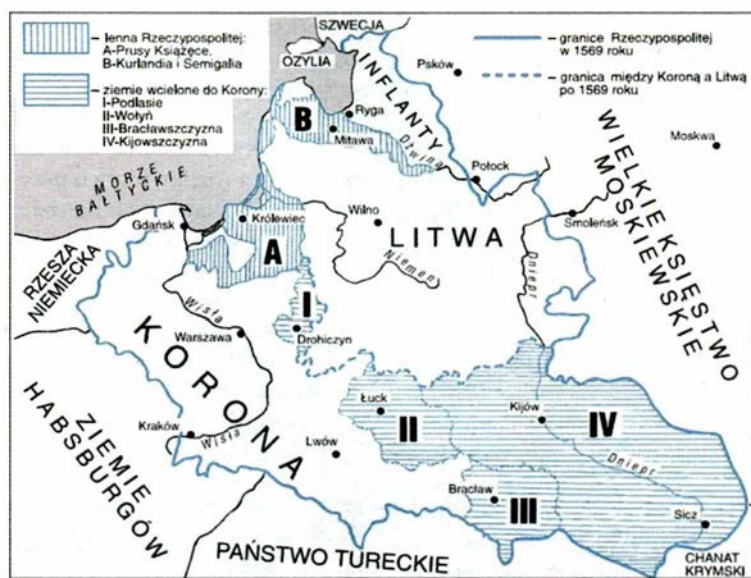 lenna Rzeczypospolitej:
A-Prusy Książęce,
B-Kurlandia i Semigalia
ziemie wcielone do Korony:
I-Podlasie
II-Wołyń
III-Bracławszczyzna
IV-Kijowszczyzna
granice Rzeczypospolitej
w 1569 roku
granica między Koroną a Litwą
po 1569 roku
SZWECJA
OZYLIA
INFLANTY
Psków
Ryga
B
Mitawa
Dźwina
Połock
Moskwa
WIELKIE KSIĘSTWO
MOSKIEWSKIE
MORZE
BAŁTYCKIE
Gdańsk
Królewiec
A
Wilno
LITWA
Niemen
Smoleńsk
Dniepr
RZESZA
NIEMIECKA
Wisła
I
Drohiczyn
Warszawa
KORONA
ZIEMIE
HABSBURGÓW
Kraków
Wisła
Łuck
II
Lwów
Kijów
IV
Dniepr
Bracław
III
Sicz
PAŃSTWO TURECKIE
CHANAT
KRYMSKI